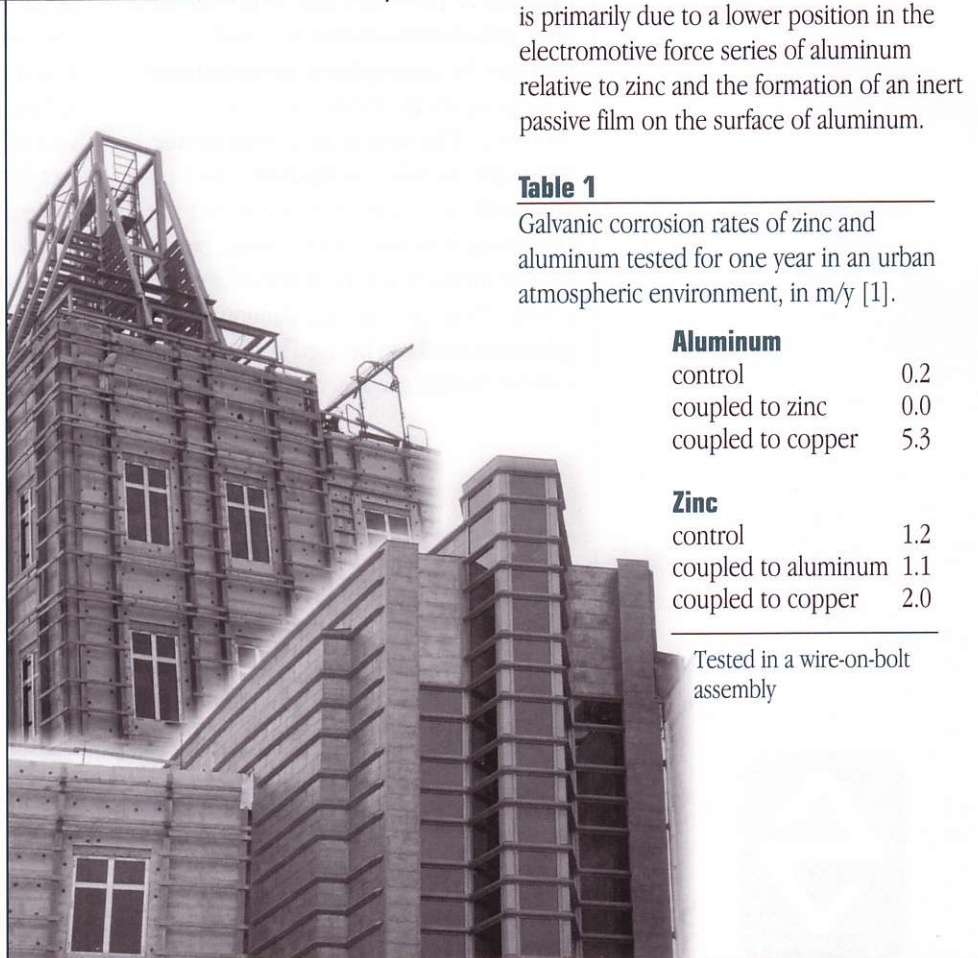 is primarily due to a lower position in the
electromotive force series of aluminum
relative to zinc and the formation of an inert
passive film on the surface of aluminum.
Table 1
Galvanic corrosion rates of zinc and
aluminum tested for one year in an urban
atmospheric environment, in m/y [1].
Aluminum
control 0.2
coupled to zinc 0.0
coupled to copper 5.3
Zinc
control 1.2
coupled to aluminum 1.1
coupled to copper 2.0
Tested in a wire-on-bolt
assembly